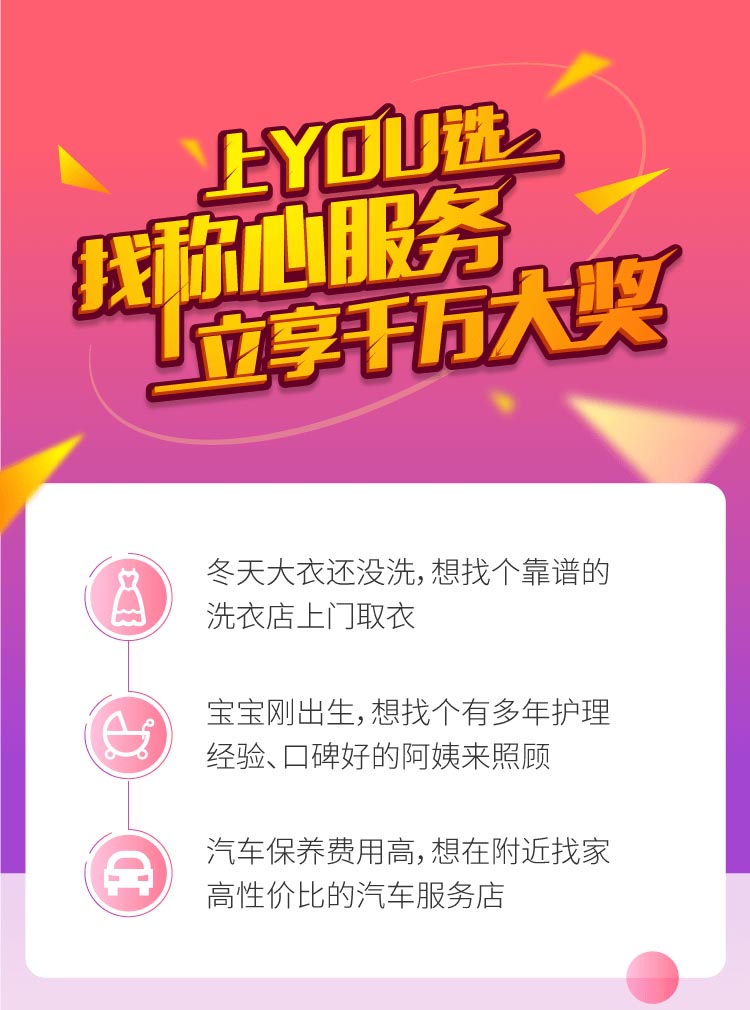 上YOU选
找称心服务
立享千万大奖
冬天大衣还没洗，想找个靠谱的
洗衣店上门取衣
宝宝刚出生，想找个有多年护理
经验、口碑好的阿姨来照顾
汽车保养费用高，想在附近找家
高性价比的汽车服务店